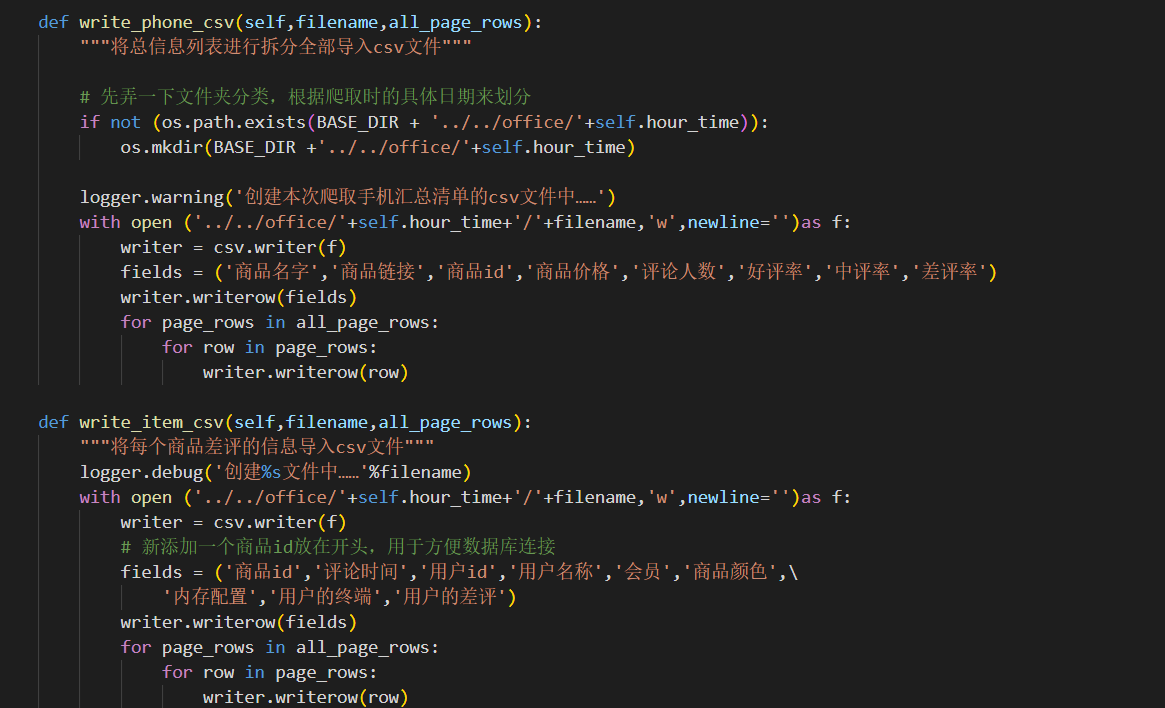 def write_phone_csv(self,filename,all_page_rows):
"""将总信息列表进行拆分全部导入csv文件"""
# 先弄一下文件夹分类，根据爬取时的具体日期来划分
if not (os.path.exists(BASE_DIR + '../../office/'+self.hour_time)):
os.mkdir(BASE_DIR +'../../office/'+self.hour_time)
logger.warning('创建本次爬取手机汇总清单的csv文件中……')
with open ('../../office/'+self.hour_time+'/'+filename,'w',newline='')as f:
writer = csv.writer(f)
fields = ('商品名字','商品链接','商品id','商品价格','评论人数','好评率','中评率','差评率')
writer.writerow(fields)
for page_rows in all_page_rows:
for row in page_rows:
writer.writerow(row)
def write_item_csv(self,filename,all_page_rows):
"""将每个商品差评的信息导入csv文件"""
logger.debug('创建%s文件中……'%filename)
with open ('../../office/'+self.hour_time+'/'+filename,'w',newline='')as f:
writer = csv.writer(f)
# 新添加一个商品id放在开头，用于方便数据库连接
fields = ('商品id','评论时间','用户id','用户名称','会员','商品颜色',\
'内存配置','用户的终端','用户的差评')
writer.writerow(fields)
for page_rows in all_page_rows:
for row in page_rows:
writer.writerow(row)